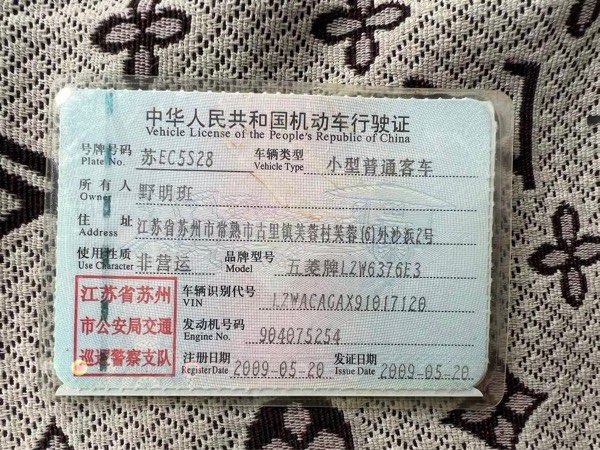 中华人民共和国机动车行驶证
Vehicle License of the People's Republic of China
号牌号码 苏EC5S28 车辆类型 小型普通客车
Plate No. Vehicle Type
所有人 野明班
Owner
住址 江苏省苏州市常熟市古里镇芙蓉村芙蓉(6)外沙浜2号
Address
使用性质 非营运 品牌型号 五菱牌LZW6376E3
Use Character Model
江苏省苏州 车辆识别代号 LZWACAGAX91017120
VIN
市公安局交通 发动机号码 904075254
Engine No.
巡逻警察支队 注册日期 2009-05-20 发证日期 2009-05-20
Register Date Issue Date